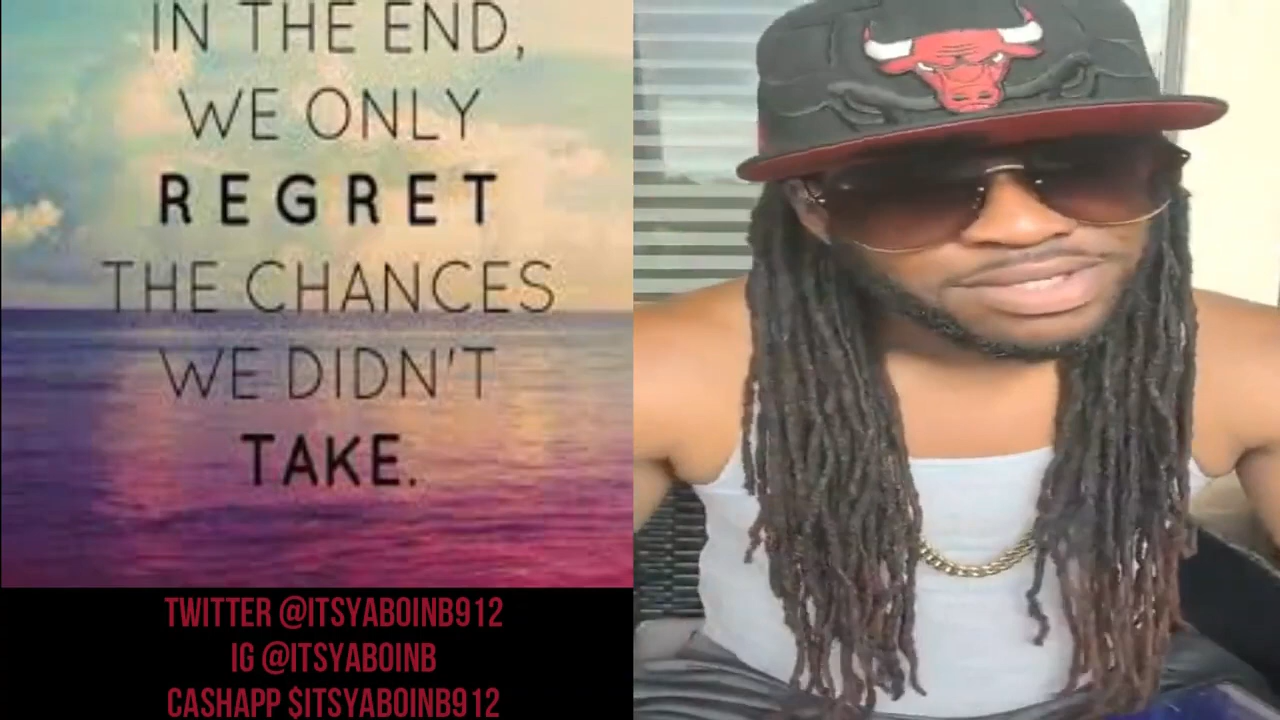 IN THE END,
WE ONLY
REGRET
THE CHANCES
WE DIDN'T
TAKE.
TWITTER @ITSYABOINB912
IG @ITSYABOINB
CASHAPP $ITSYABOINB912